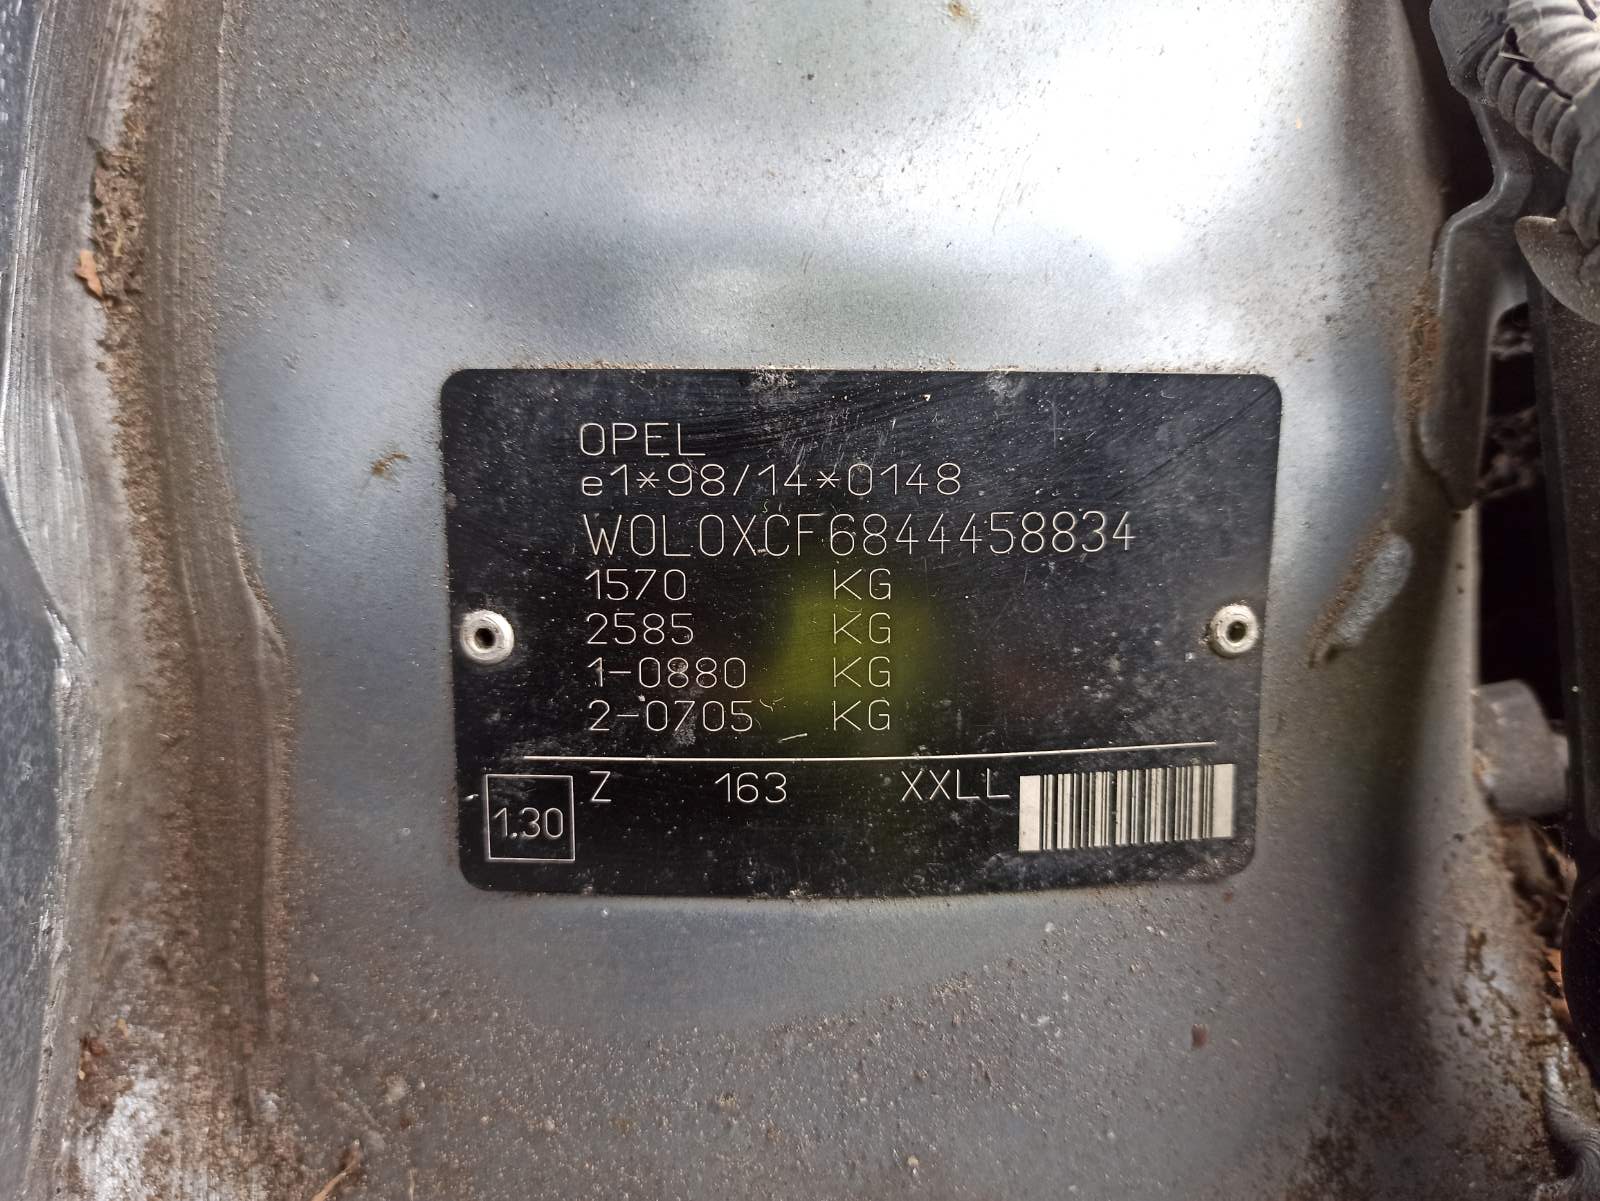 OPEL
e1*98/14*0148
W0L0XCF6844458834
1570 KG
2585 KG
1-0880 KG
2-0705 KG
Z 163 XXLL
1.30